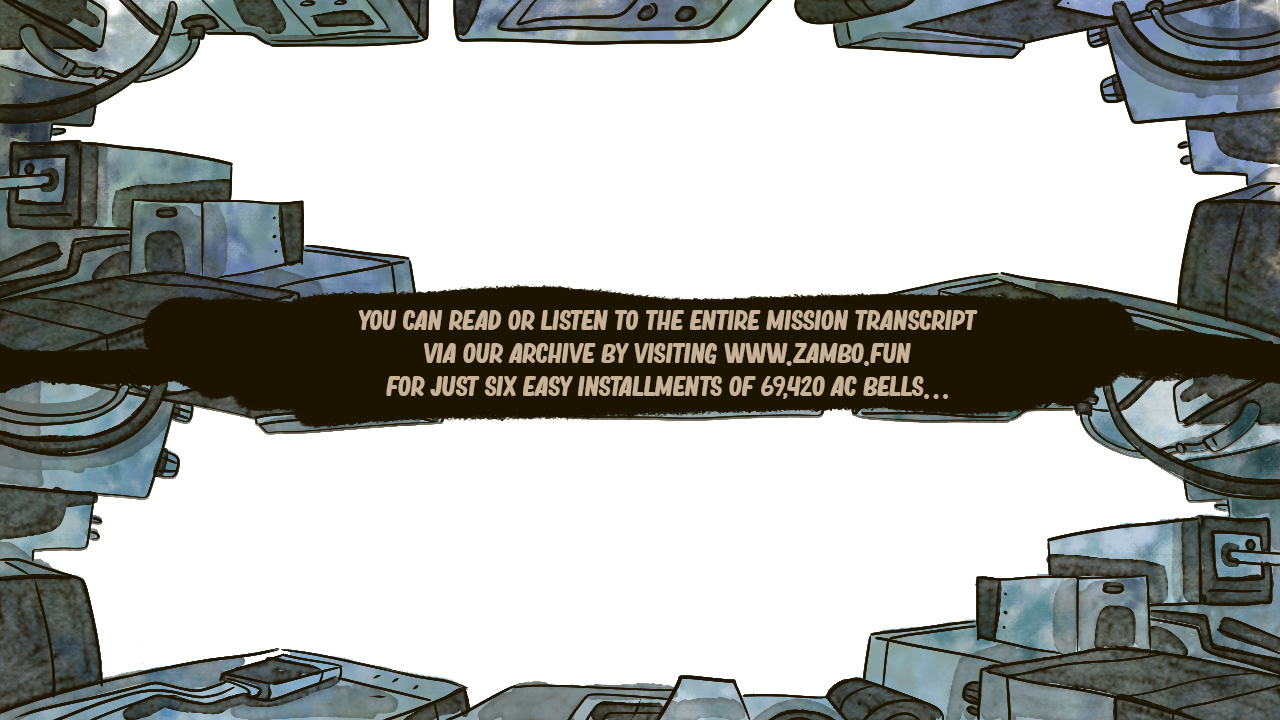 YOU CAN READ OR LISTEN TO THE ENTIRE MISSION TRANSCRIPT
VIA OUR ARCHIVE BY VISITING WWW.ZAMBO.FUN
FOR JUST SIX EASY INSTALLMENTS OF 69,420 AC BELLS...